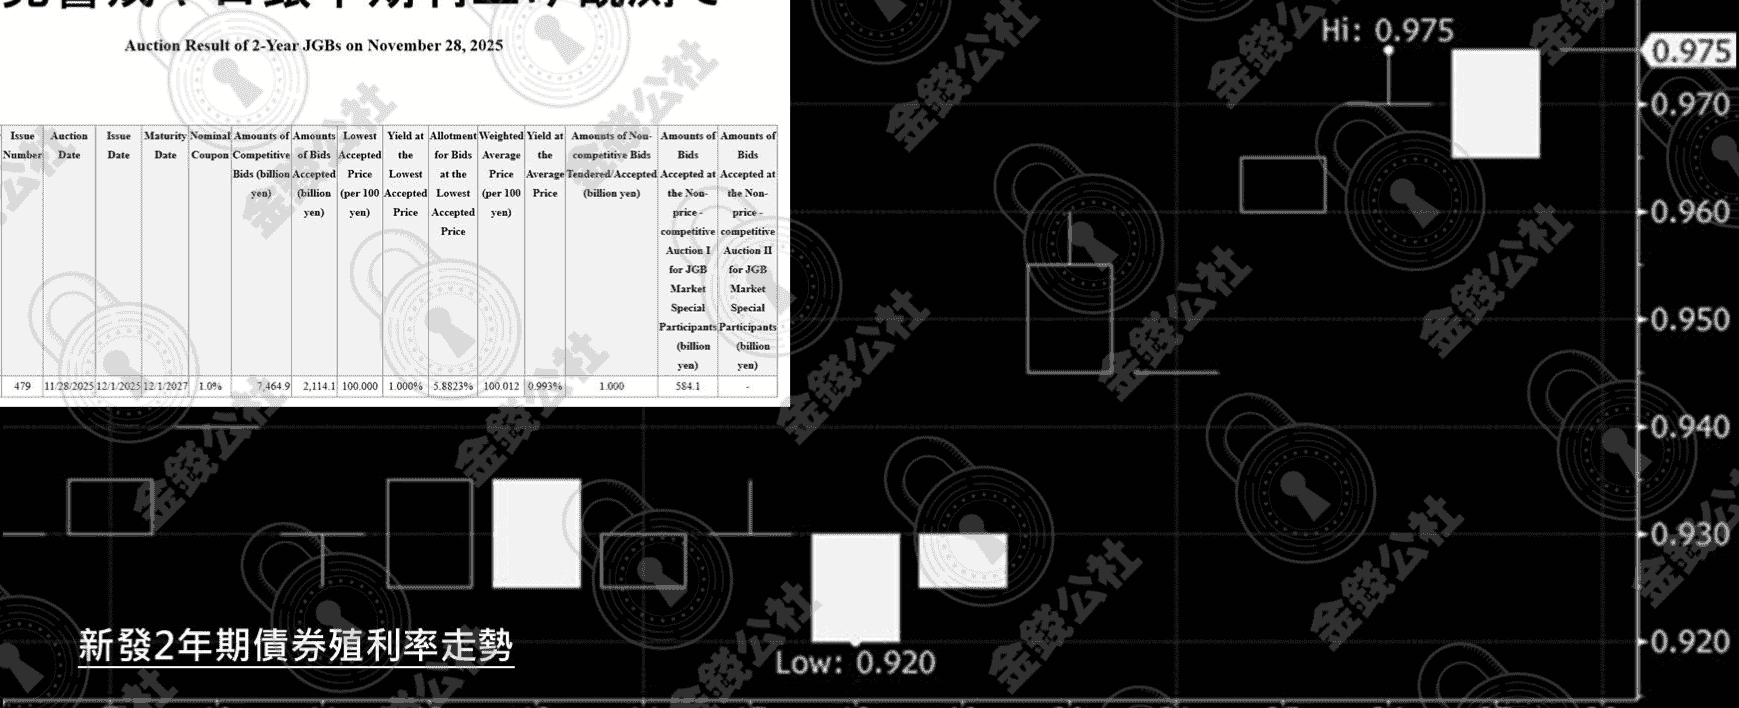 Auction Result of 2-Year JGBs on November 28, 2025
Issue Number
Auction Date
Issue Date
Maturity Date
Nominal Coupon
Amounts of Competitive Bids (billion yen)
Amounts of Bids Accepted (billion yen)
Lowest Accepted Price (per 100 yen)
Yield at the Lowest Accepted Price
Allotment for Bids at the Lowest Accepted Price
Weighted Average Price (per 100 yen)
Yield at the Average Price
Amounts of Non-competitive Bids Tendered/Accepted (billion yen)
Amounts of Bids Accepted at the Non-price - competitive Auction I for JGB Market Special Participants (billion yen)
Amounts of Bids Accepted at the Non-price - competitive Auction II for JGB Market Special Participants (billion yen)
479 11/28/2025 12/1/2025 12/1/2027 1.0% 7,464.9 2,114.1 100.000 1.000% 5.8823% 100.012 0.993% 1.000 584.1 -
Hi: 0.975
0.975
0.970
0.960
0.950
0.940
0.930
0.920
Low: 0.920
新發2年期債券殖利率走勢
金錢公社